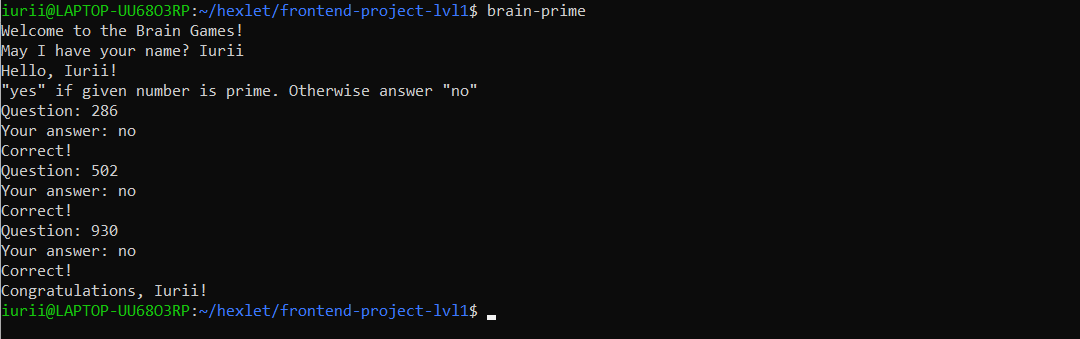 iurii@LAPTOP-UU68O3RP:~/hexlet/frontend-project-lvl1$ brain-prime
Welcome to the Brain Games!
May I have your name? Iurii
Hello, Iurii!
"yes" if given number is prime. Otherwise answer "no"
Question: 286
Your answer: no
Correct!
Question: 502
Your answer: no
Correct!
Question: 930
Your answer: no
Correct!
Congratulations, Iurii!
iurii@LAPTOP-UU68O3RP:~/hexlet/frontend-project-lvl1$